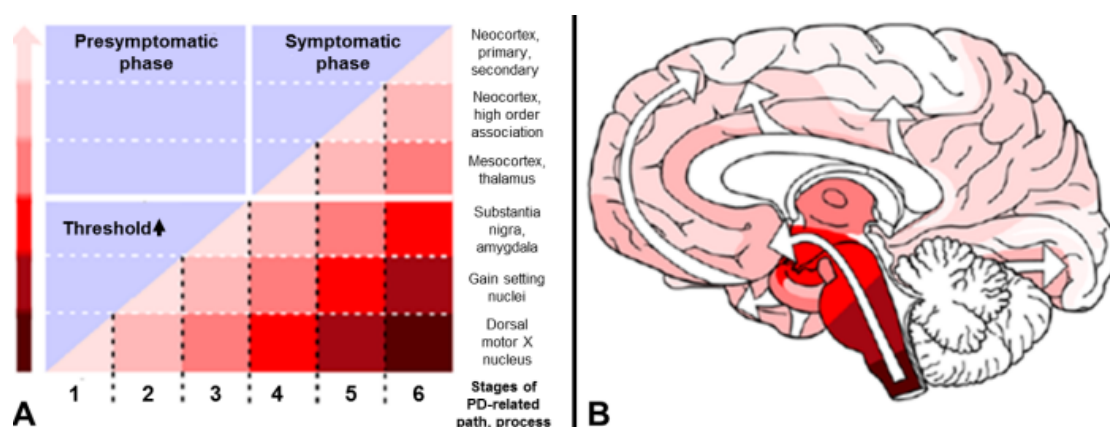 Presymptomatic
phase
Symptomatic
phase
Neocortex,
primary,
secondary
Neocortex,
high order
association
Mesocortex,
thalamus
Threshold
Substantia
nigra,
amygdala
Gain setting
nuclei
Dorsal
motor X
nucleus
1 2 3 4 5 6
Stages of
PD-related
path. process
A
B